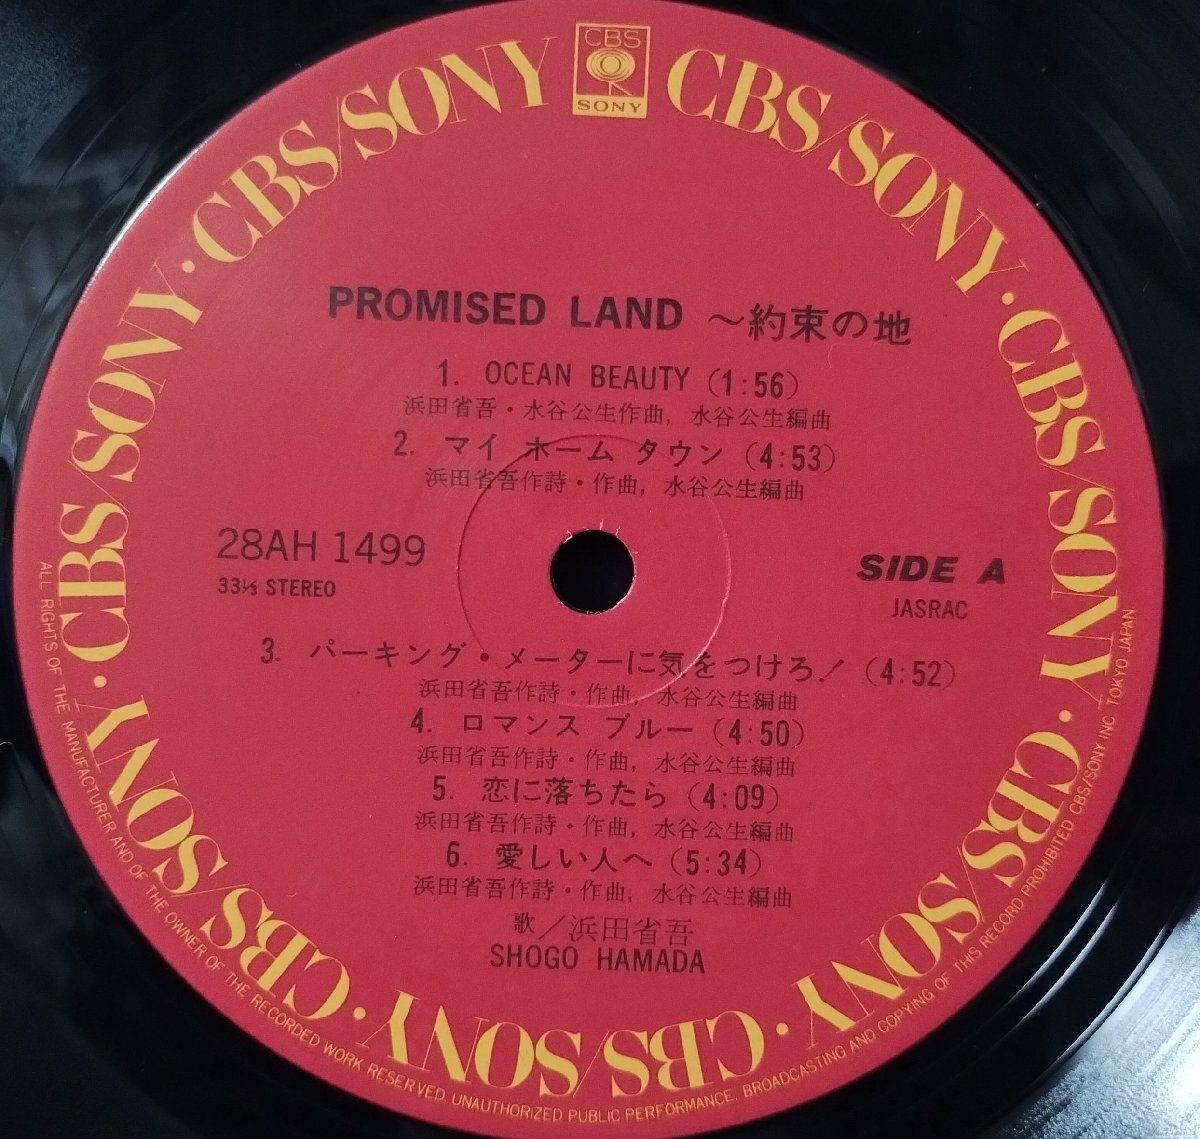 CBS
SONY
CBS/SONY · CBS/SONY · CBS/SONY · CBS/SONY · CBS/SONY · CBS/SONY · CBS/SONY · CBS/SONY
PROMISED LAND ～約束の地
1. OCEAN BEAUTY (1:56)
浜田省吾・水谷公生作曲, 水谷公生編曲
2. マイ ホーム タウン (4:53)
浜田省吾作詩・作曲, 水谷公生編曲
28AH 1499
33⅓ STEREO
SIDE A
JASRAC
3. パーキング・メーターに気をつけろ! (4:52)
浜田省吾作詩・作曲, 水谷公生編曲
4. ロマンス ブルー (4:50)
浜田省吾作詩・作曲, 水谷公生編曲
5. 恋に落ちたら (4:09)
浜田省吾作詩・作曲, 水谷公生編曲
6. 愛しい人へ (5:34)
浜田省吾作詩・作曲, 水谷公生編曲
歌／浜田省吾
SHOGO HAMADA
ALL RIGHTS OF THE MANUFACTURER AND OF THE OWNER OF THE RECORDED WORK RESERVED UNAUTHORIZED PUBLIC PERFORMANCE, BROADCASTING AND COPYING OF THIS RECORD PROHIBITED CBS/SONY INC. TOKYO JAPAN